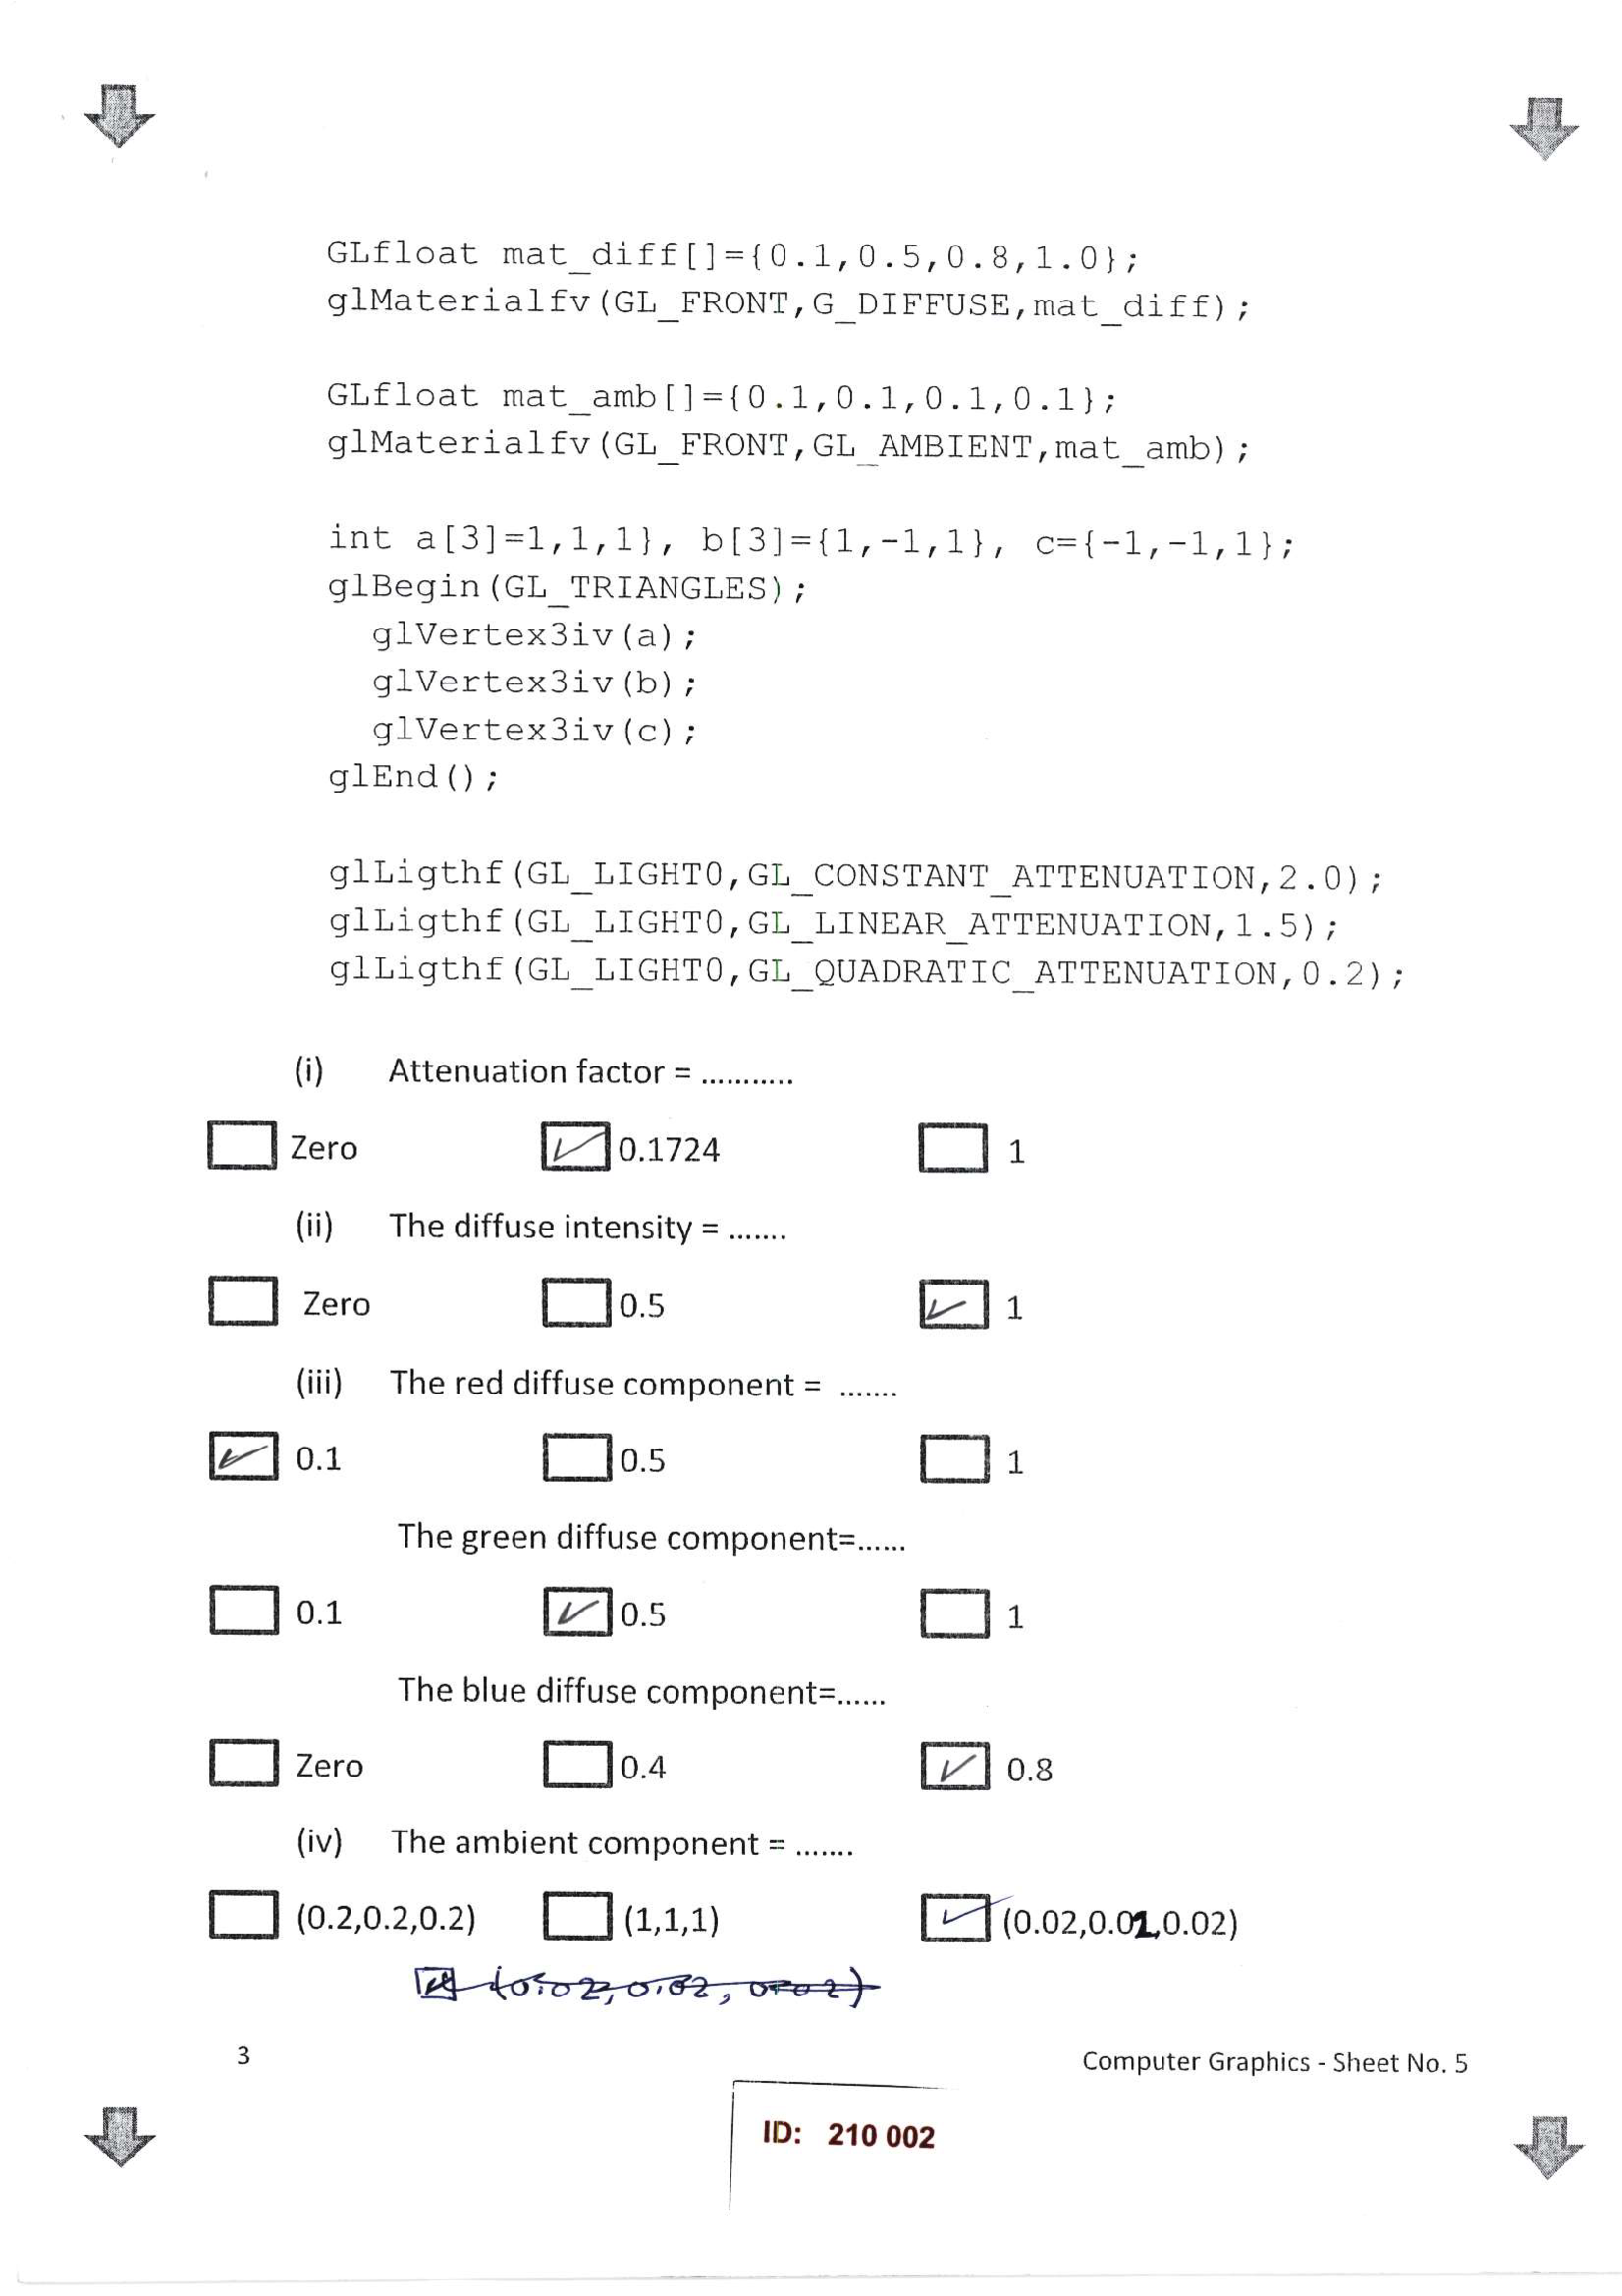 GLfloat mat_diff[]={0.1,0.5,0.8,1.0};
glMaterialfv(GL_FRONT,G_DIFFUSE,mat_diff);
GLfloat mat_amb[]={0.1,0.1,0.1,0.1};
glMaterialfv(GL_FRONT,GL_AMBIENT,mat_amb);
int a[3]=1,1,1}, b[3]={1,-1,1}, c={-1,-1,1};
glBegin(GL_TRIANGLES);
glVertex3iv(a);
glVertex3iv(b);
glVertex3iv(c);
glEnd();
glLigthf(GL_LIGHT0,GL_CONSTANT_ATTENUATION,2.0);
glLigthf(GL_LIGHT0,GL_LINEAR_ATTENUATION,1.5);
glLigthf(GL_LIGHT0,GL_QUADRATIC_ATTENUATION,0.2);
(i) Attenuation factor = ...........
Zero 0.1724 1
(ii) The diffuse intensity = .......
Zero 0.5 1
(iii) The red diffuse component = .......
0.1 0.5 1
The green diffuse component=......
0.1 0.5 1
The blue diffuse component=......
Zero 0.4 0.8
(iv) The ambient component = .......
(0.2,0.2,0.2) (1,1,1) (0.02,0.02,0.02)
(0.02,0.02,0.02)
3 Computer Graphics - Sheet No. 5
ID: 210 002